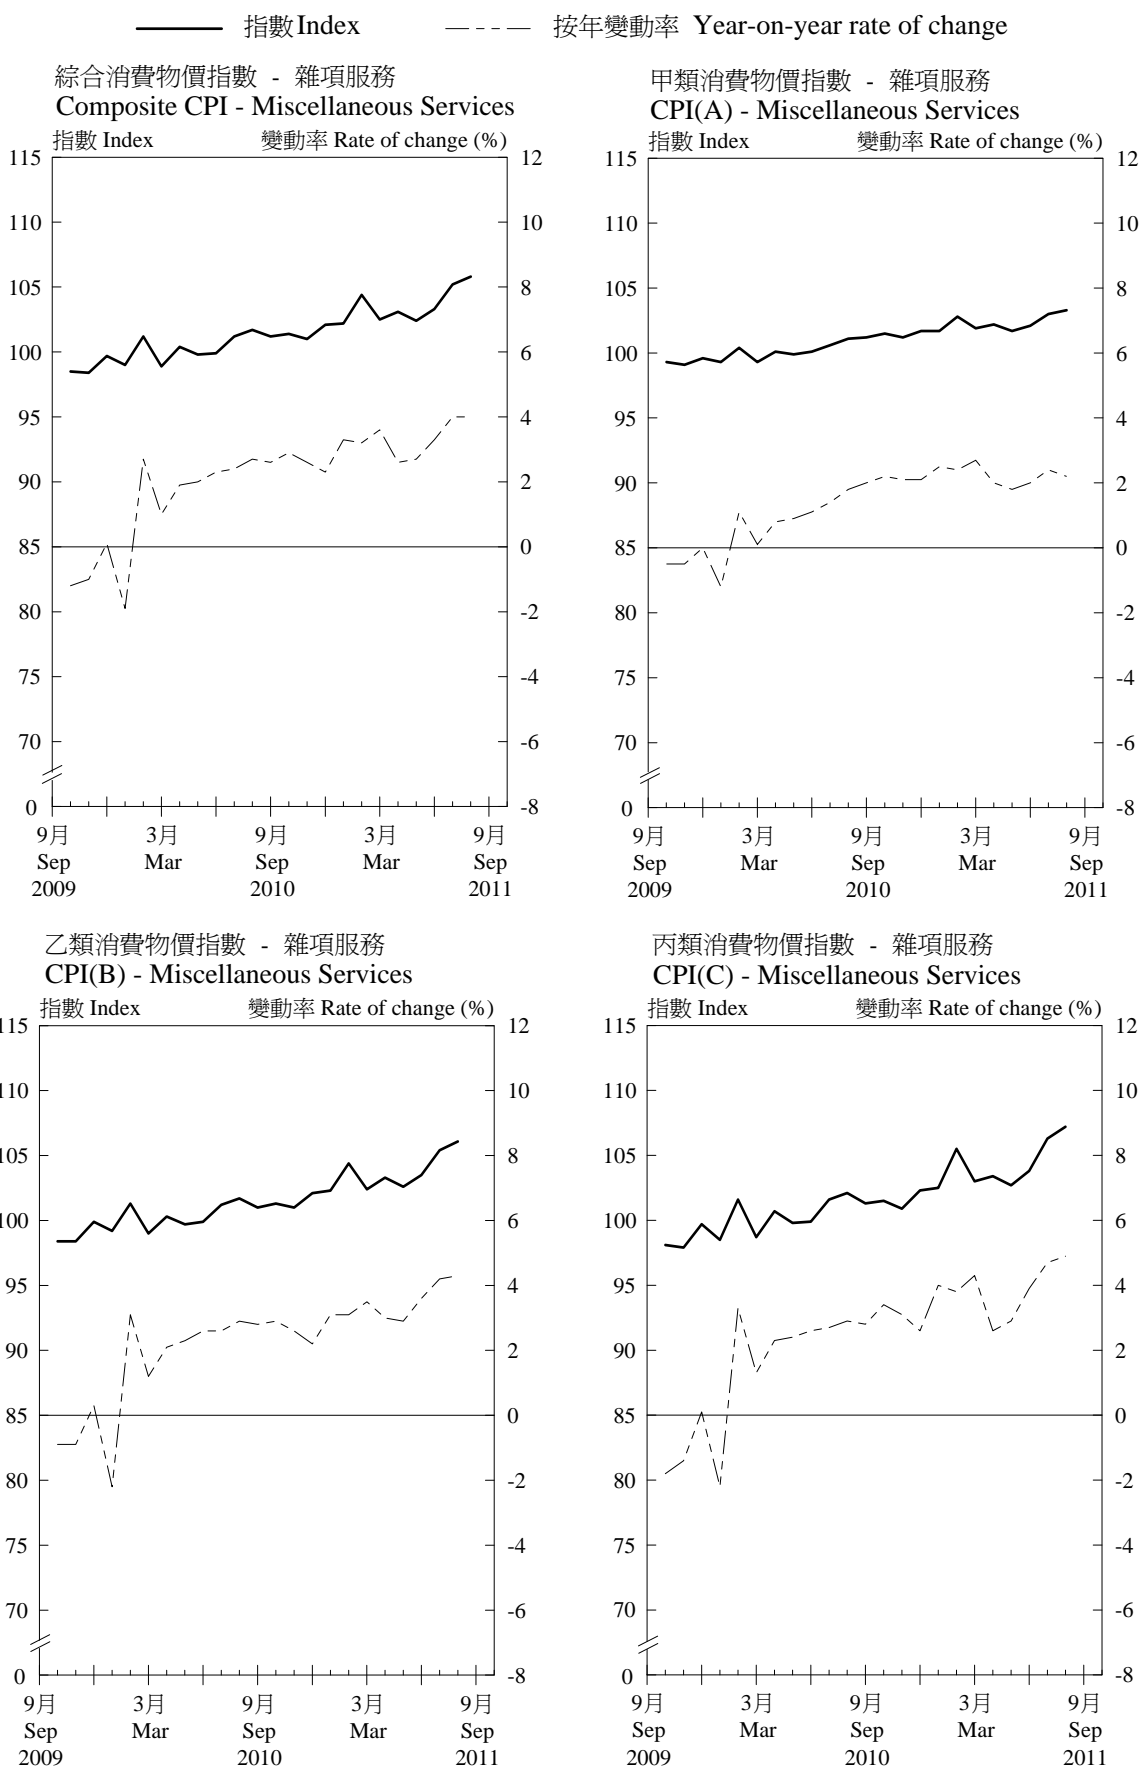 指數 Index 按年變動率 Year-on-year rate of change
綜合消費物價指數 - 雜項服務
Composite CPI - Miscellaneous Services
指數 Index 變動率 Rate of change (%)
115 12
110 10
105 8
100 6
95 4
90 2
85 0
80 -2
75 -4
70 -6
0 -8
9月 3月 9月 3月 9月
Sep Mar Sep Mar Sep
2009 2010 2011
甲類消費物價指數 - 雜項服務
CPI(A) - Miscellaneous Services
指數 Index 變動率 Rate of change (%)
115 12
110 10
105 8
100 6
95 4
90 2
85 0
80 -2
75 -4
70 -6
0 -8
9月 3月 9月 3月 9月
Sep Mar Sep Mar Sep
2009 2010 2011
乙類消費物價指數 - 雜項服務
CPI(B) - Miscellaneous Services
指數 Index 變動率 Rate of change (%)
115 12
110 10
105 8
100 6
95 4
90 2
85 0
80 -2
75 -4
70 -6
0 -8
9月 3月 9月 3月 9月
Sep Mar Sep Mar Sep
2009 2010 2011
丙類消費物價指數 - 雜項服務
CPI(C) - Miscellaneous Services
指數 Index 變動率 Rate of change (%)
115 12
110 10
105 8
100 6
95 4
90 2
85 0
80 -2
75 -4
70 -6
0 -8
9月 3月 9月 3月 9月
Sep Mar Sep Mar Sep
2009 2010 2011